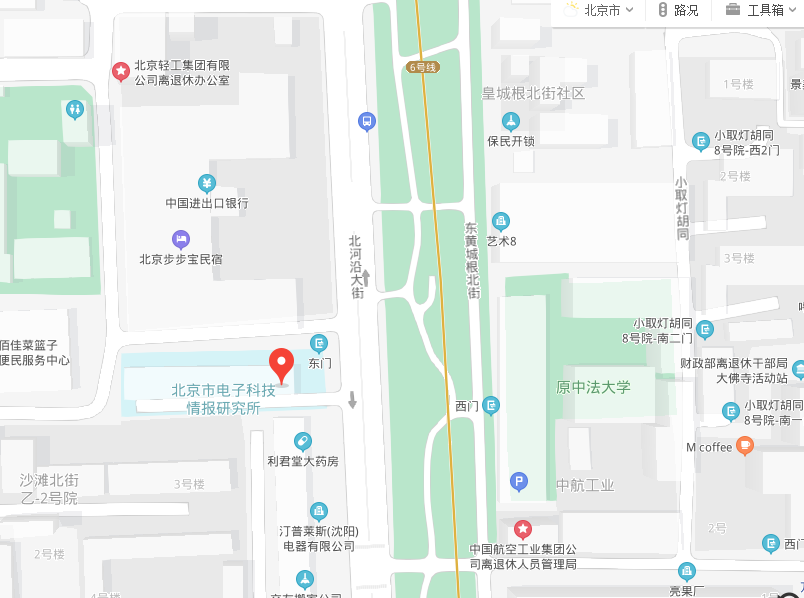 北京市
路况
工具箱
6号线
北京轻工集团有限
公司离退休办公室
皇城根北街社区
1号楼
保民开锁
小取灯胡同
8号院-西2门
2号楼
中国进出口银行
小取灯胡同
艺术8
东黄城根北街
北河沿大街
北京步步宝民宿
3号楼
小取灯胡同
8号院-南二门
佰佳菜篮子
便民服务中心
东门
财政部离退休干部局
大佛寺活动站
原中法大学
北京市电子科技
情报研究所
西门
小取灯胡同
8号院-南一
M coffee
利君堂大药房
沙滩北街
乙-2号院
3号楼
P
中航工业
2号
汀普莱斯(沈阳)
电器有限公司
中国航空工业集团公
司离退休人员管理局
西门
2号楼
亮果厂